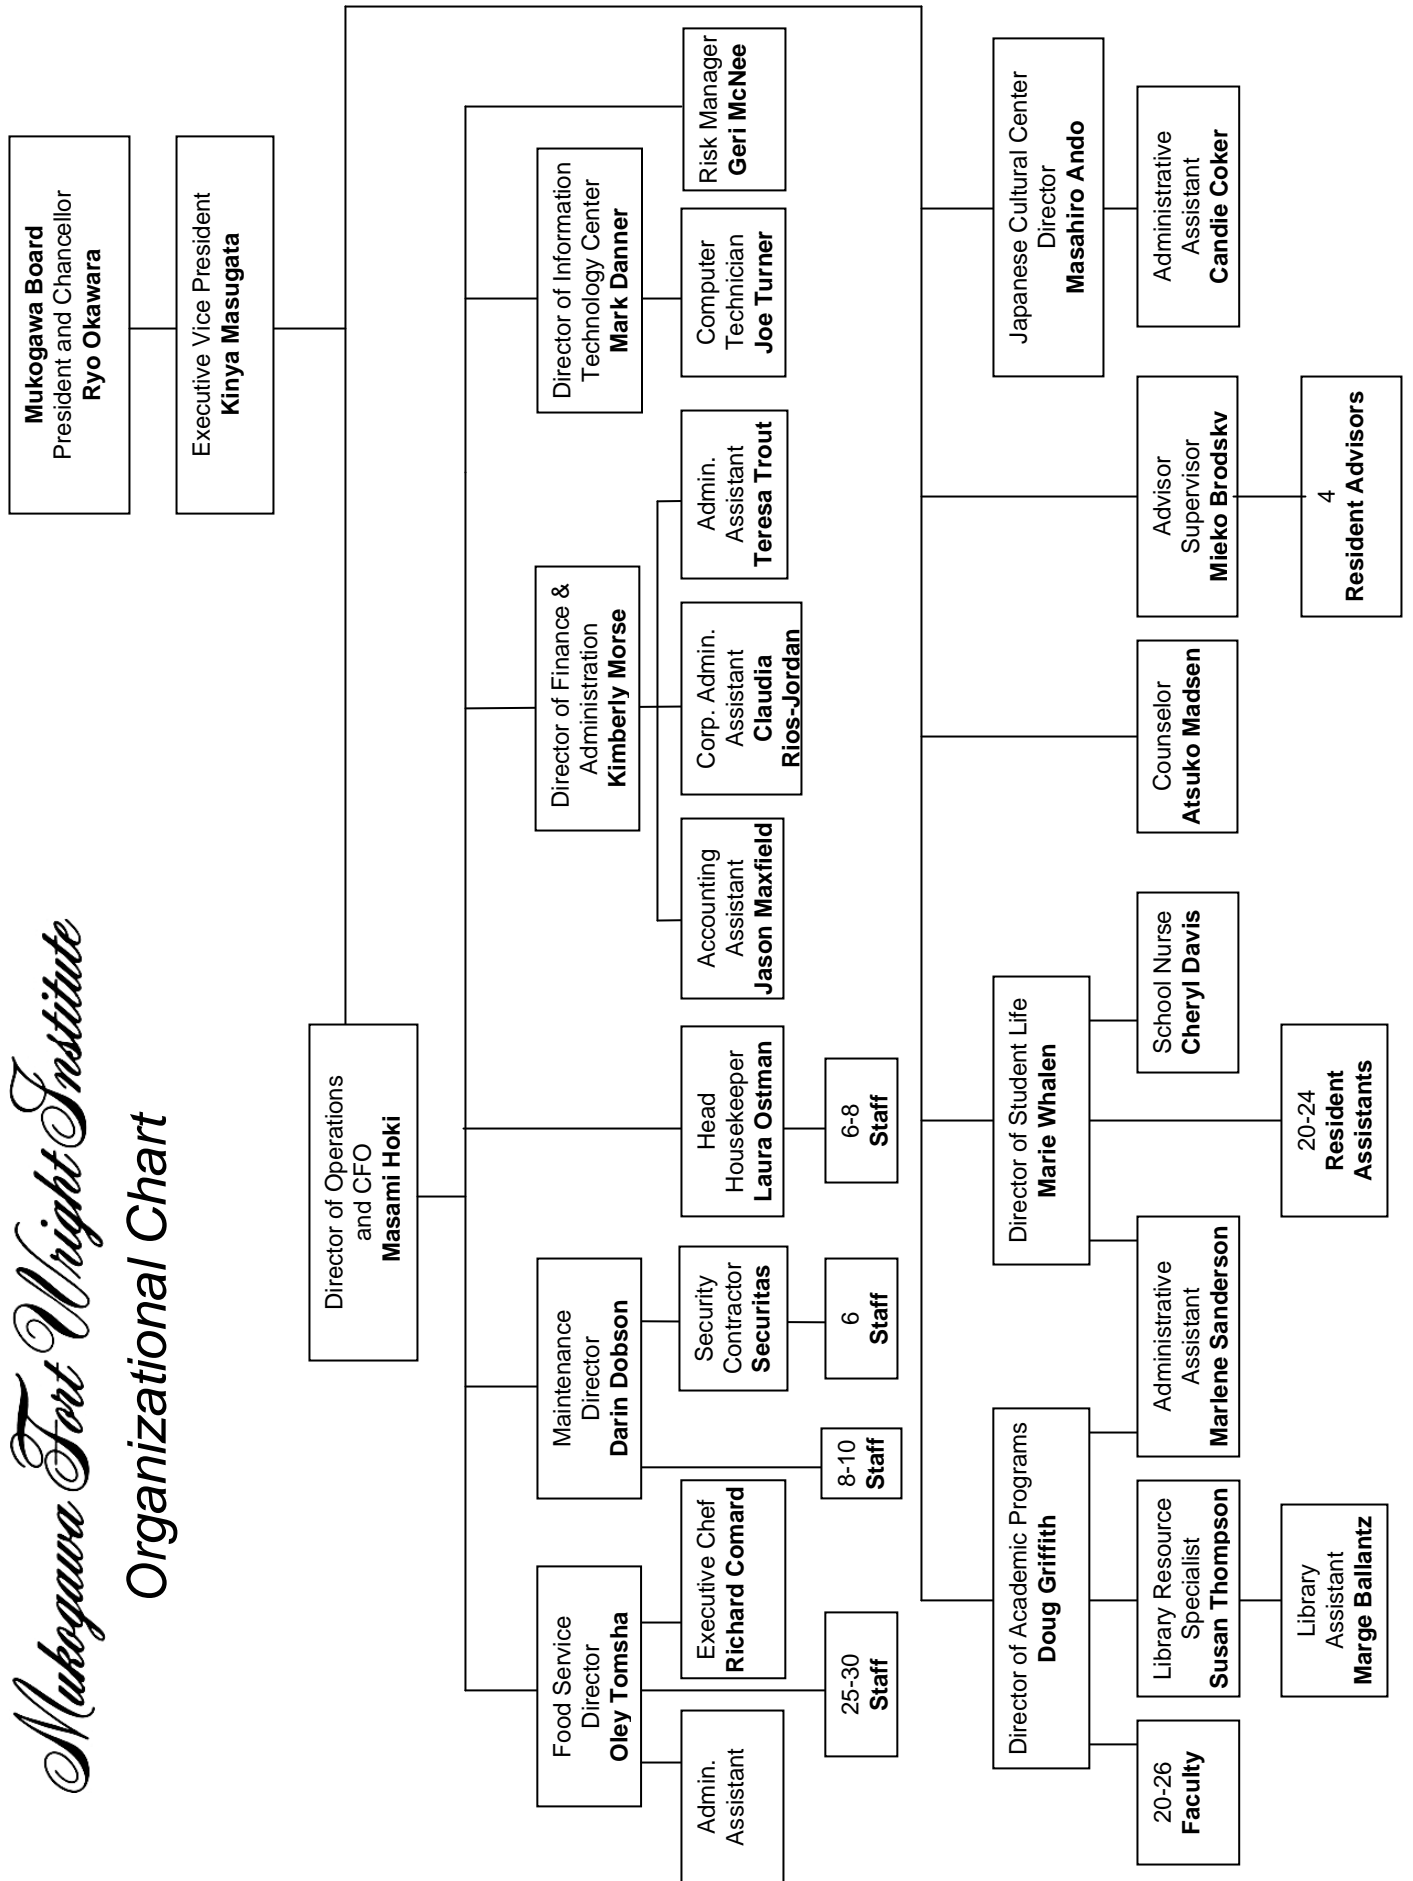 Mukogawa Fort Wright Institute
Organizational Chart
Mukogawa Board
President and Chancellor
Ryo Okawara
Executive Vice President
Kinya Masugata
Director of Operations
and CFO
Masami Hoki
Food Service
Director
Oley Tomsha
Maintenance
Director
Darin Dobson
Director of Finance &
Administration
Kimberly Morse
Director of Information
Technology Center
Mark Danner
Admin.
Assistant
Executive Chef
Richard Comard
Security
Contractor
Securitas
Head
Housekeeper
Laura Ostman
Accounting
Assistant
Jason Maxfield
Corp. Admin.
Assistant
Claudia
Rios-Jordan
Admin.
Assistant
Teresa Trout
Computer
Technician
Joe Turner
Risk Manager
Geri McNee
25-30
Staff
8-10
Staff
6
Staff
6-8
Staff
Director of Academic Programs
Doug Griffith
Director of Student Life
Marie Whalen
Japanese Cultural Center
Director
Masahiro Ando
20-26
Faculty
Library Resource
Specialist
Susan Thompson
Administrative
Assistant
Marlene Sanderson
School Nurse
Cheryl Davis
Counselor
Atsuko Madsen
Advisor
Supervisor
Mieko Brodskv
Administrative
Assistant
Candie Coker
Library
Assistant
Marge Ballantz
20-24
Resident
Assistants
4
Resident Advisors